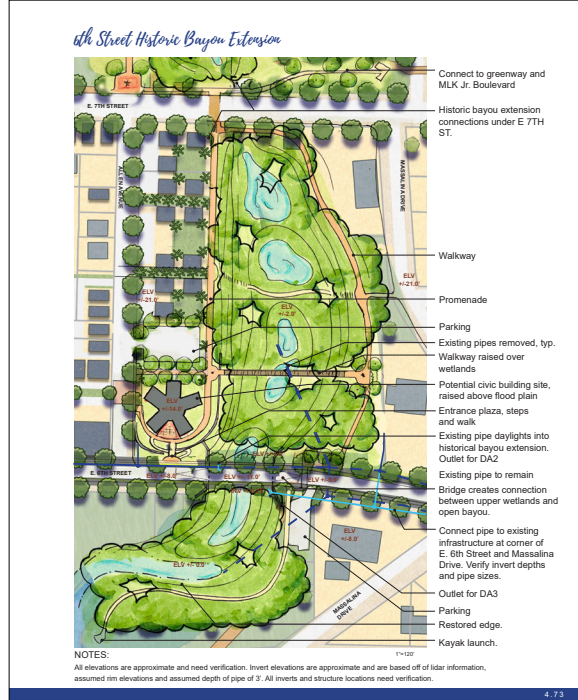 6th Street Historic Bayou Extension
Connect to greenway and
MLK Jr. Boulevard
E. 7TH STREET
Historic bayou extension
connections under E 7TH
ST.
ALLEN AVENUE
MASSALINA DRIVE
Walkway
ELV
+/-21.0'
ELV
+/-21.0'
Promenade
ELV
+/-2.0'
Parking
Existing pipes removed, typ.
Walkway raised over
wetlands
Potential civic building site,
raised above flood plain
ELV
+/-14.0'
Entrance plaza, steps
and walk
Existing pipe daylights into
historical bayou extension.
Outlet for DA2
E. 6TH STREET
Existing pipe to remain
Bridge creates connection
between upper wetlands and
open bayou.
Connect pipe to existing
infrastructure at corner of
E. 6th Street and Massalina
Drive. Verify invert depths
and pipe sizes.
ELV
+/-8.0'
ELV +/- 0.0'
Outlet for DA3
MASSALINA
DRIVE
Parking
Restored edge.
Kayak launch.
NOTES:
1"=120'
All elevations are approximate and need verification. Invert elevations are approximate and are based off of lidar information,
assumed rim elevations and assumed depth of pipe of 3'. All inverts and structure locations need verification.
4.73